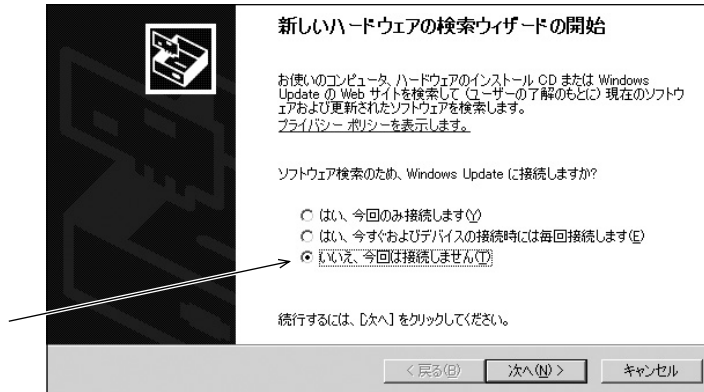 新しいハードウェアの検索ウィザードの開始
お使いのコンピュータ、ハードウェアのインストール CD または Windows
Update の Web サイトを検索して (ユーザーの了解のもとに) 現在のソフトウ
ェアおよび更新されたソフトウェアを検索します。
プライバシー ポリシーを表示します。
ソフトウェア検索のため、Windows Update に接続しますか?
はい、今回のみ接続します(Y)
はい、今すぐおよびデバイスの接続時には毎回接続します(E)
いいえ、今回は接続しません(T)
続行するには、[次へ] をクリックしてください。
< 戻る(B) 次へ(N) > キャンセル